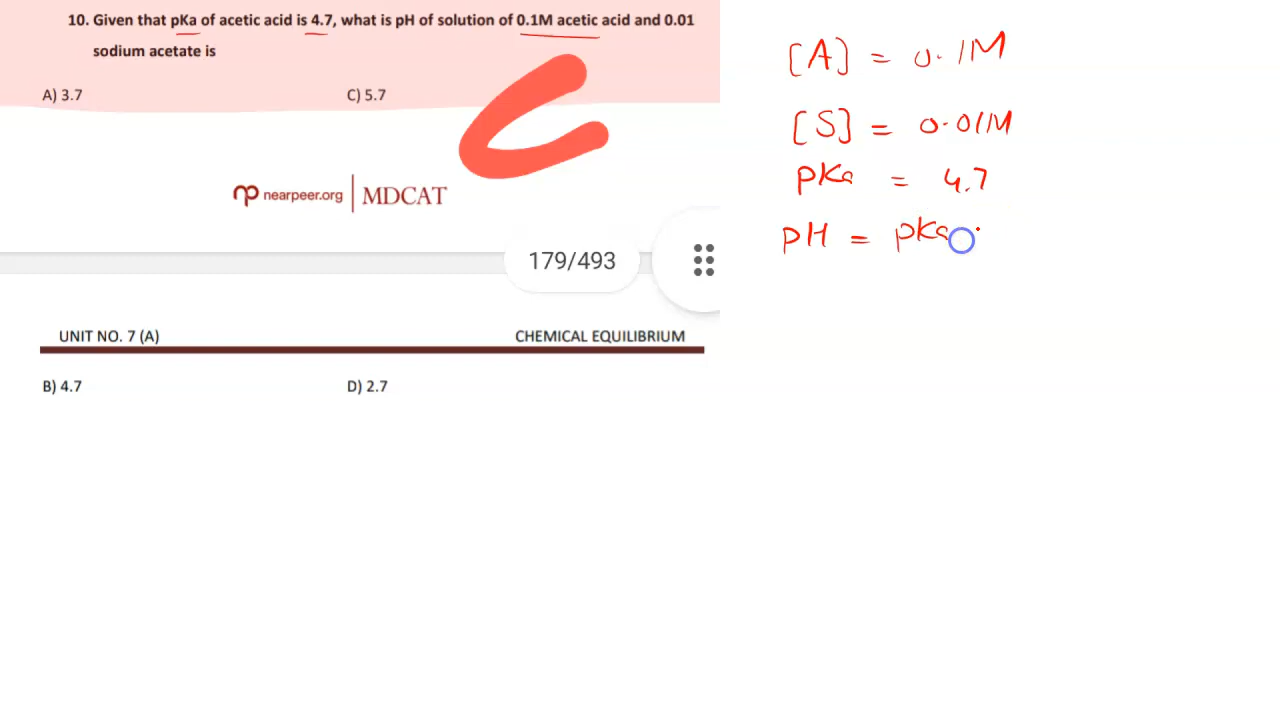 10. Given that pKa of acetic acid is 4.7, what is pH of solution of 0.1M acetic acid and 0.01
sodium acetate is
A) 3.7
C) 5.7
nearpeer.org | MDCAT
179/493
UNIT NO. 7 (A)
CHEMICAL EQUILIBRIUM
B) 4.7
D) 2.7
[A] = 0.1M
[S] = 0.01M
pKa = 4.7
pH = pKa